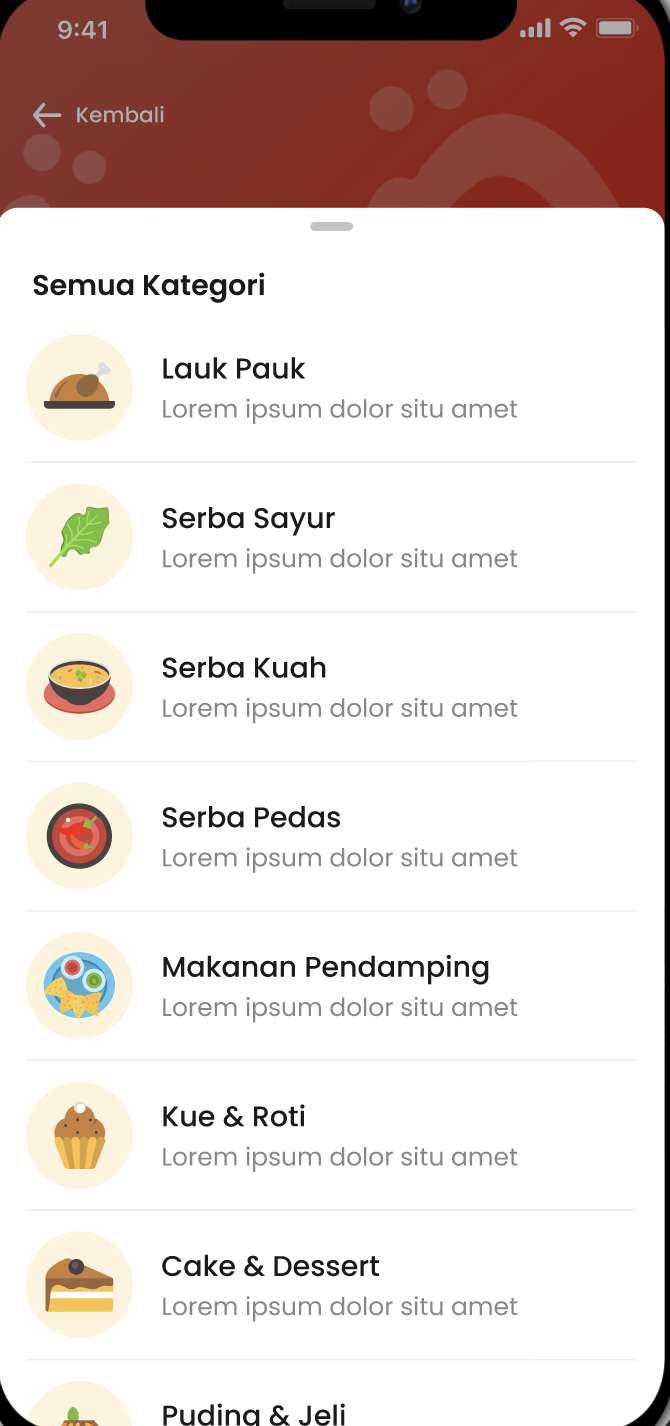 9:41
Kembali
Semua Kategori
Lauk Pauk
Lorem ipsum dolor situ amet
Serba Sayur
Lorem ipsum dolor situ amet
Serba Kuah
Lorem ipsum dolor situ amet
Serba Pedas
Lorem ipsum dolor situ amet
Makanan Pendamping
Lorem ipsum dolor situ amet
Kue & Roti
Lorem ipsum dolor situ amet
Cake & Dessert
Lorem ipsum dolor situ amet
Puding & Jeli